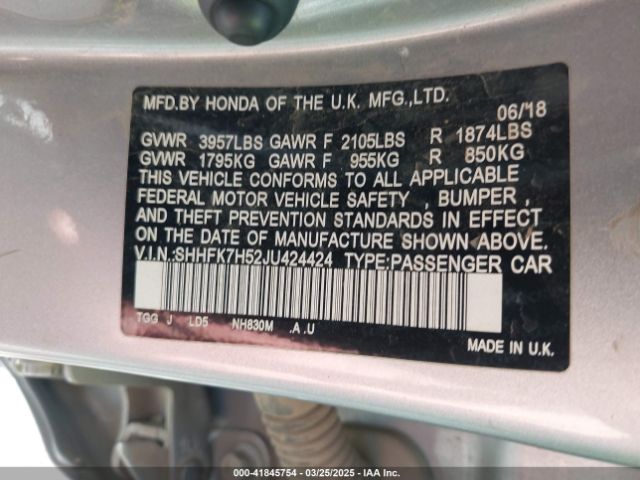 MFD.BY HONDA OF THE U.K. MFG.,LTD.
06/18
GVWR 3957LBS GAWR F 2105LBS R 1874LBS
GVWR 1795KG GAWR F 955KG R 850KG
THIS VEHICLE CONFORMS TO ALL APPLICABLE
FEDERAL MOTOR VEHICLE SAFETY , BUMPER ,
AND THEFT PREVENTION STANDARDS IN EFFECT
ON THE DATE OF MANUFACTURE SHOWN ABOVE.
V.I.N.:SHHFK7H52JU424424 TYPE:PASSENGER CAR
TGG J LD5 NH830M .A.U
MADE IN U.K.
000-41845754 — 03/25/2025 — IAA Inc.